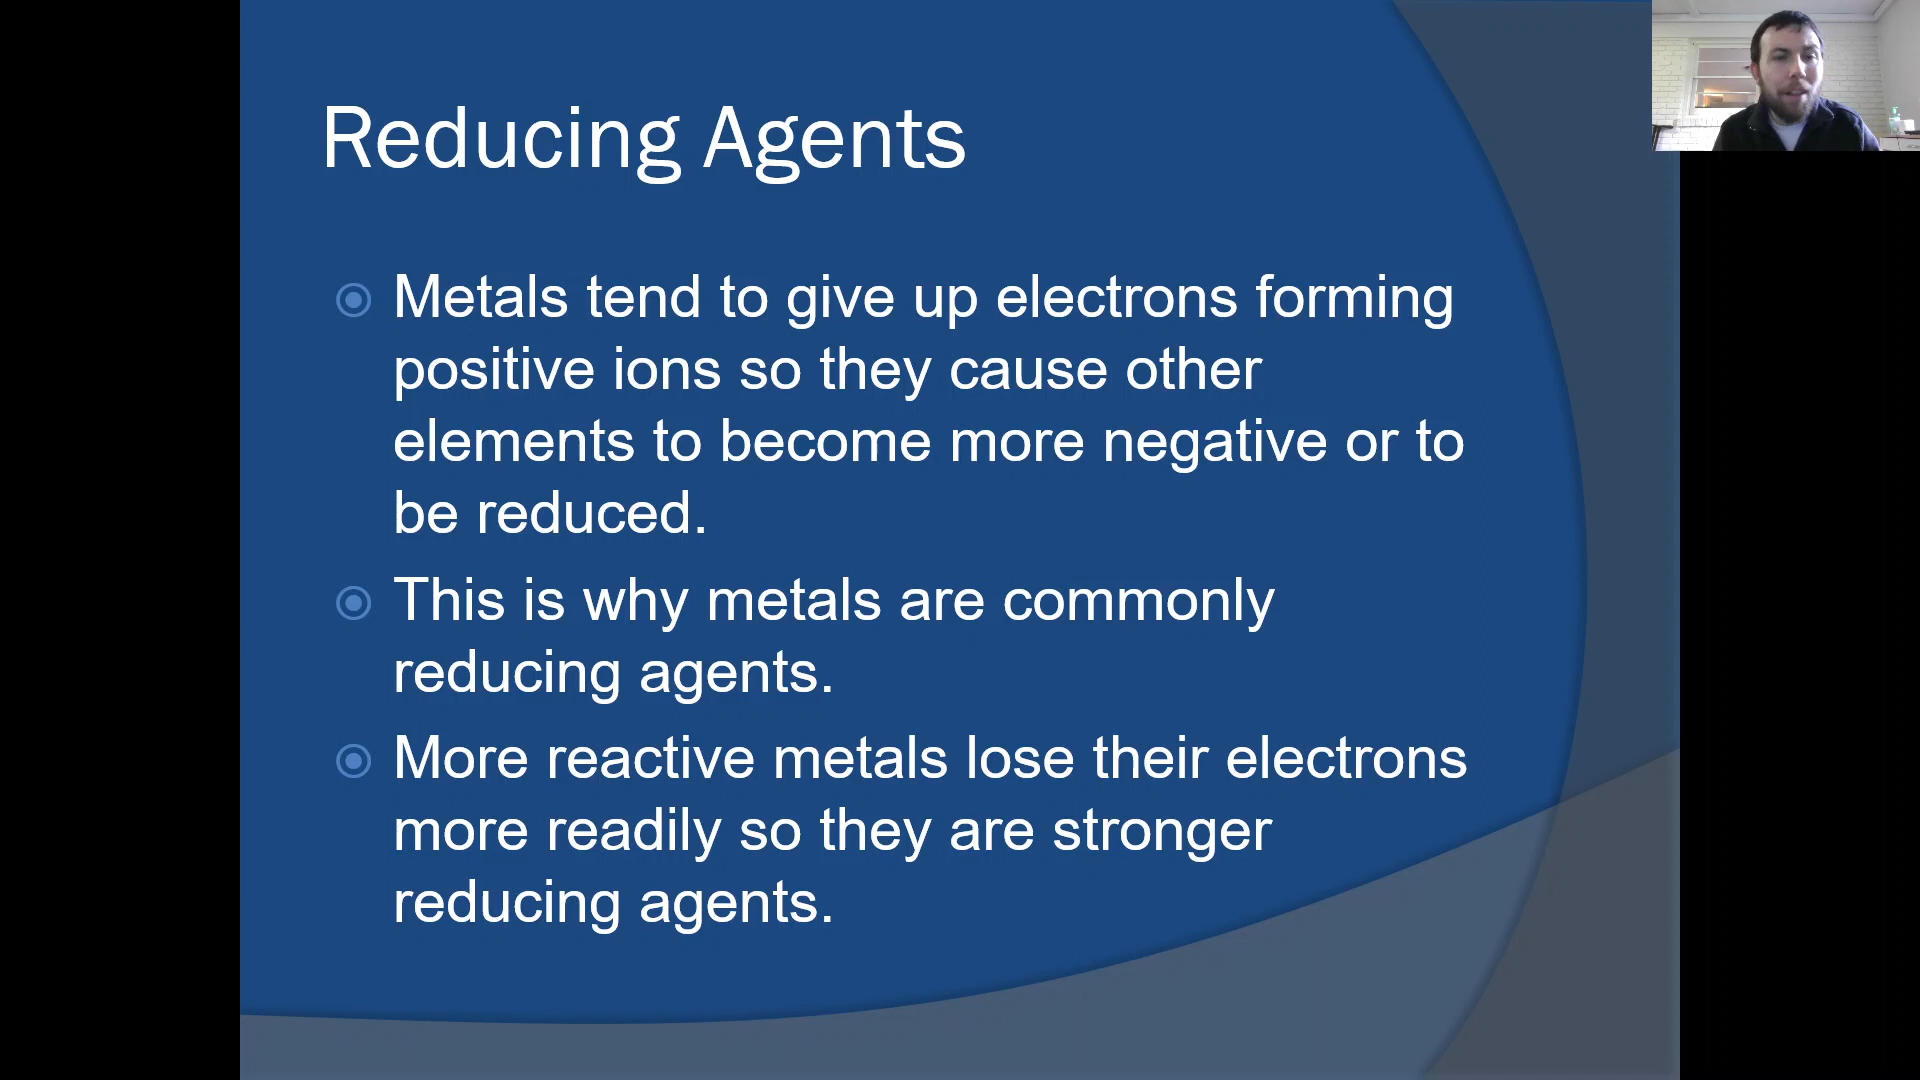 Reducing Agents
Metals tend to give up electrons forming
positive ions so they cause other
elements to become more negative or to
be reduced.
This is why metals are commonly
reducing agents.
More reactive metals lose their electrons
more readily so they are stronger
reducing agents.